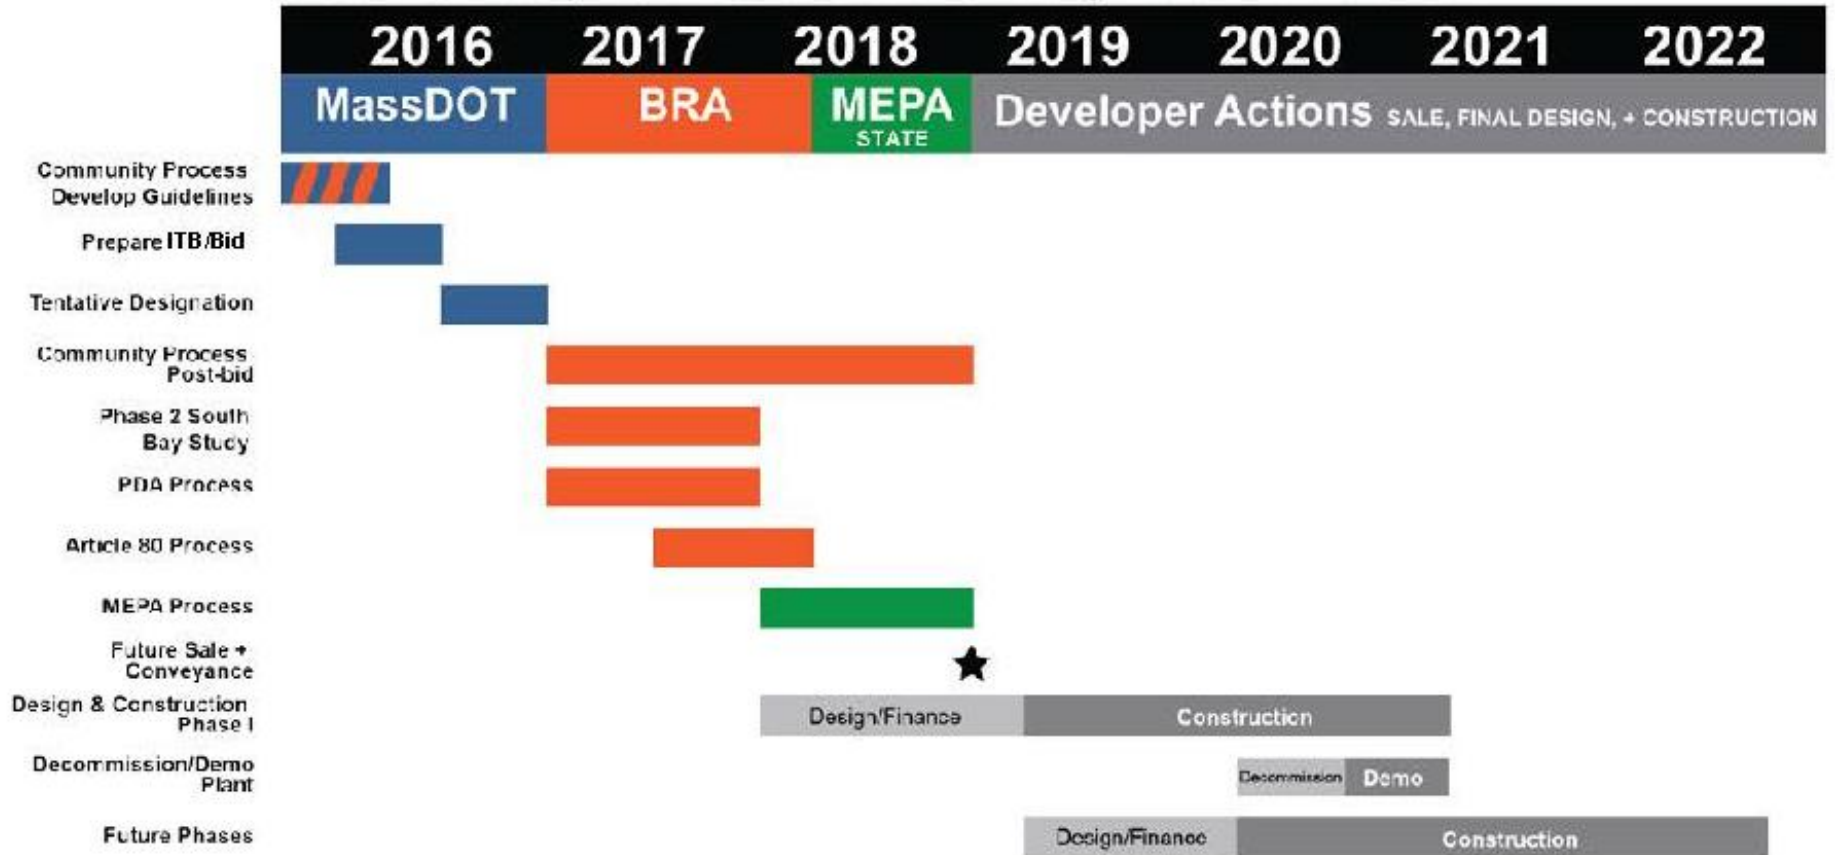 2016 2017 2018 2019 2020 2021 2022
MassDOT BRA MEPA Developer Actions SALE, FINAL DESIGN, + CONSTRUCTION
STATE
Community Process
Develop Guidelines
Prepare ITB/Bid
Tentative Designation
Community Process
Post-bid
Phase 2 South
Bay Study
PDA Process
Article 80 Process
MEPA Process
Future Sale +
Conveyance
Design & Construction
Phase I
Design/Finance Construction
Decommission/Demo
Plant
Decommission Demo
Future Phases Design/Finance Construction